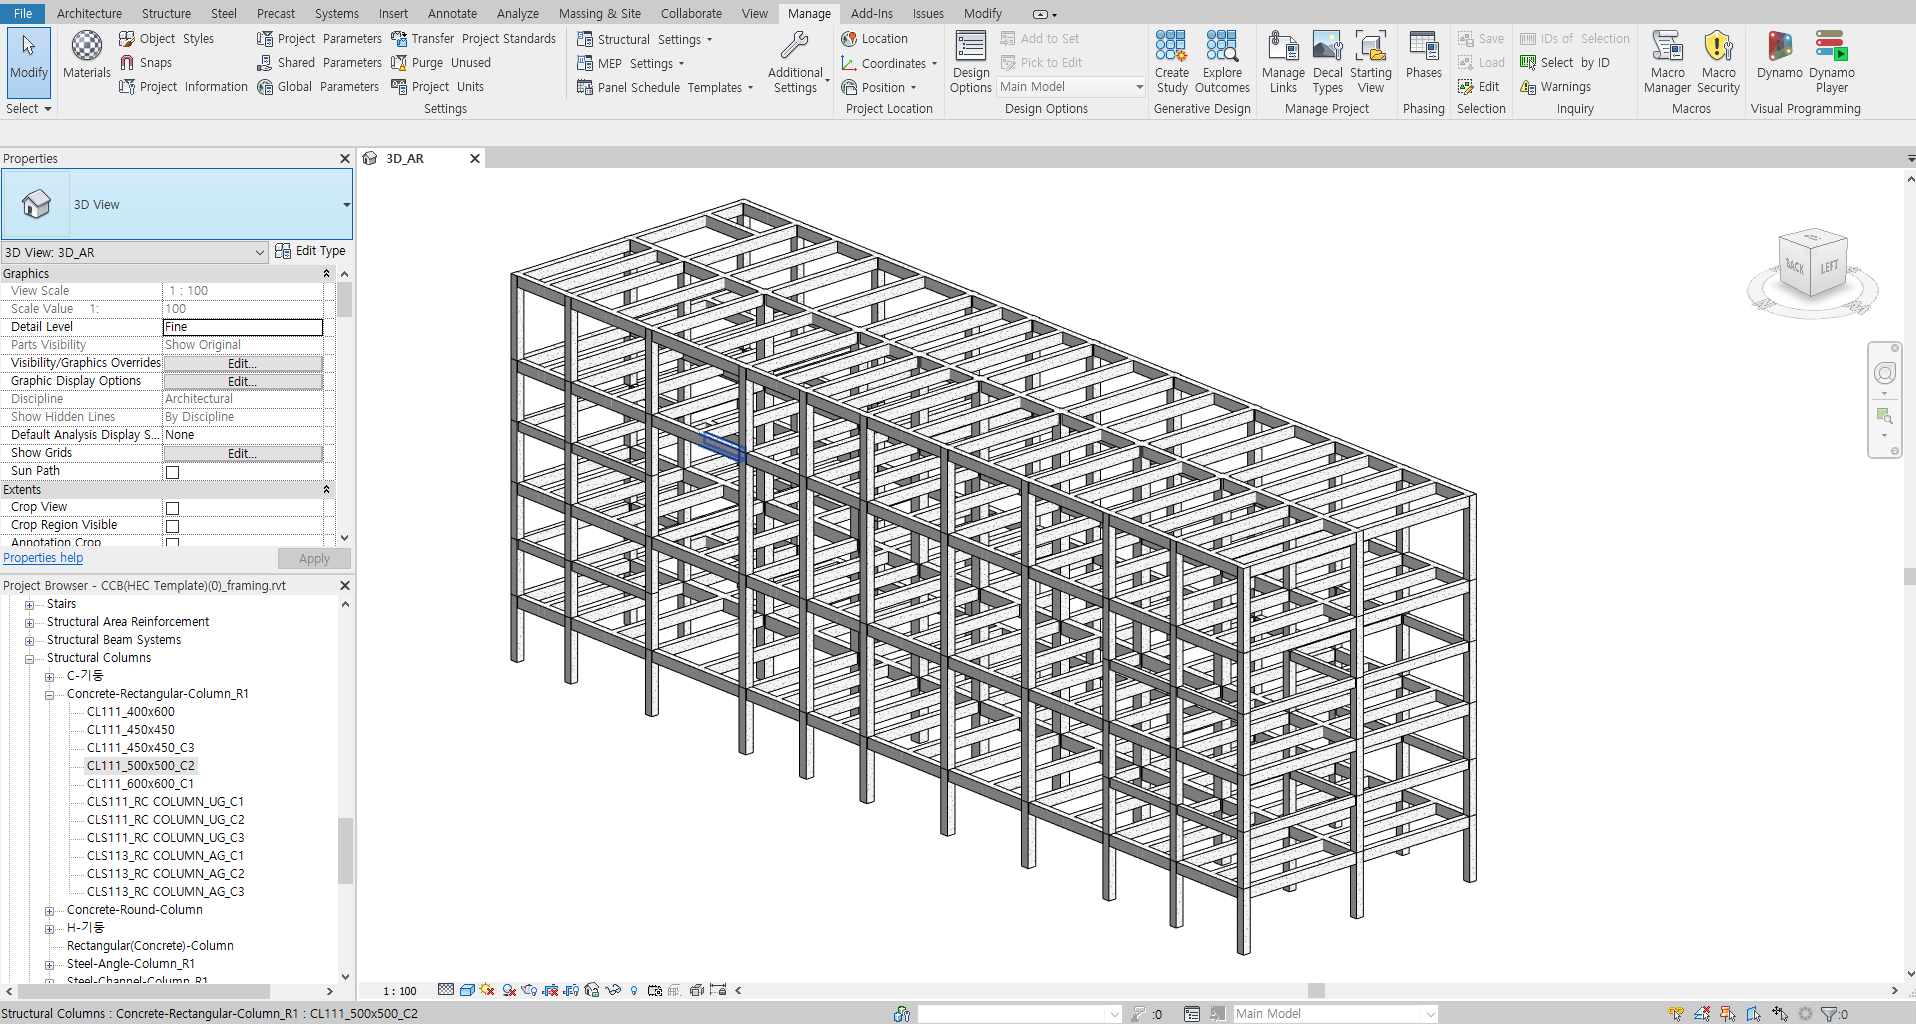 File Architecture Structure Steel Precast Systems Insert Annotate Analyze Massing & Site Collaborate View Manage Add-Ins Issues Modify
Modify
Select
Materials
Object Styles
Snaps
Project Information
Project Parameters
Shared Parameters
Global Parameters
Transfer Project Standards
Purge Unused
Project Units
Settings
Structural Settings
MEP Settings
Panel Schedule Templates
Additional
Settings
Location
Coordinates
Position
Project Location
Design
Options
Add to Set
Pick to Edit
Main Model
Design Options
Create
Study
Explore
Outcomes
Generative Design
Manage
Links
Decal
Types
Starting
View
Manage Project
Phases
Phasing
Save
Load
Edit
Selection
IDs of Selection
Select by ID
Warnings
Inquiry
Macro
Manager
Macro
Security
Macros
Dynamo
Dynamo
Player
Visual Programming
Properties
3D View
3D View: 3D_AR
Edit Type
Graphics
View Scale 1 : 100
Scale Value 1: 100
Detail Level Fine
Parts Visibility Show Original
Visibility/Graphics Overrides Edit...
Graphic Display Options Edit...
Discipline Architectural
Show Hidden Lines By Discipline
Default Analysis Display S... None
Show Grids Edit...
Sun Path
Extents
Crop View
Crop Region Visible
Annotation Crop
Properties help
Apply
Project Browser - CCB(HEC Template)(0)_framing.rvt
Stairs
Structural Area Reinforcement
Structural Beam Systems
Structural Columns
C-기둥
Concrete-Rectangular-Column_R1
CL111_400x600
CL111_450x450
CL111_450x450_C3
CL111_500x500_C2
CL111_600x600_C1
CLS111_RC COLUMN_UG_C1
CLS111_RC COLUMN_UG_C2
CLS111_RC COLUMN_UG_C3
CLS113_RC COLUMN_AG_C1
CLS113_RC COLUMN_AG_C2
CLS113_RC COLUMN_AG_C3
Concrete-Round-Column
H-기둥
Rectangular(Concrete)-Column
Steel-Angle-Column_R1
Steel-Channel-Column_R1
3D_AR
BACK
LEFT
1 : 100
Structural Columns : Concrete-Rectangular-Column_R1 : CL111_500x500_C2
:0
Main Model
:0